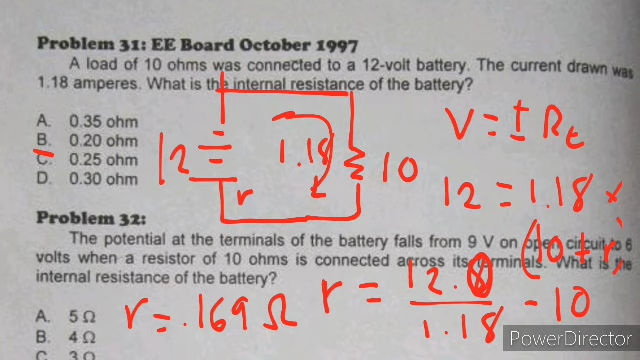 Problem 31: EE Board October 1997
A load of 10 ohms was connected to a 12-volt battery. The current drawn was
1.18 amperes. What is the internal resistance of the battery?
A. 0.35 ohm
B. 0.20 ohm
C. 0.25 ohm
D. 0.30 ohm
12
1.18
10
r
V = ± Rt
12 = 1.18 x
(10 + r)
Problem 32:
The potential at the terminals of the battery falls from 9 V on open circuit to 6
volts when a resistor of 10 ohms is connected across its terminals. What is the
internal resistance of the battery?
r = 12.0 / 1.18 - 10
r = .169 Ω
A. 5 Ω
B. 4 Ω
C. 3 Ω
PowerDirector